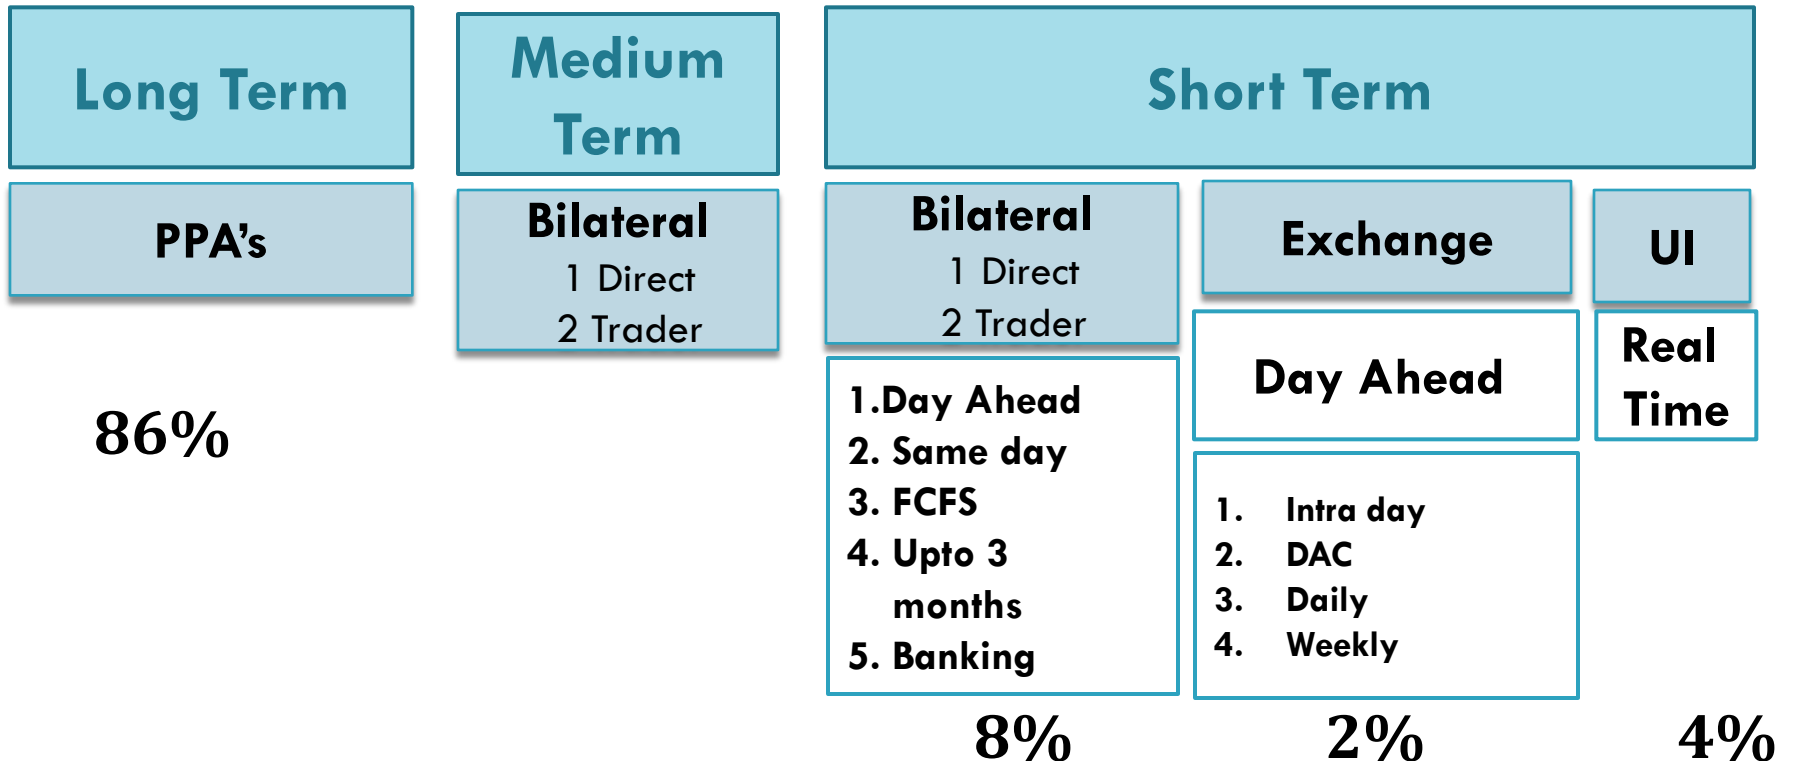 Long Term
PPA's
86%
Medium
Term
Bilateral
1 Direct
2 Trader
Short Term
Bilateral
1 Direct
2 Trader
1.Day Ahead
2. Same day
3. FCFS
4. Upto 3
months
5. Banking
8%
Exchange
Day Ahead
1. Intra day
2. DAC
3. Daily
4. Weekly
2%
UI
Real
Time
4%